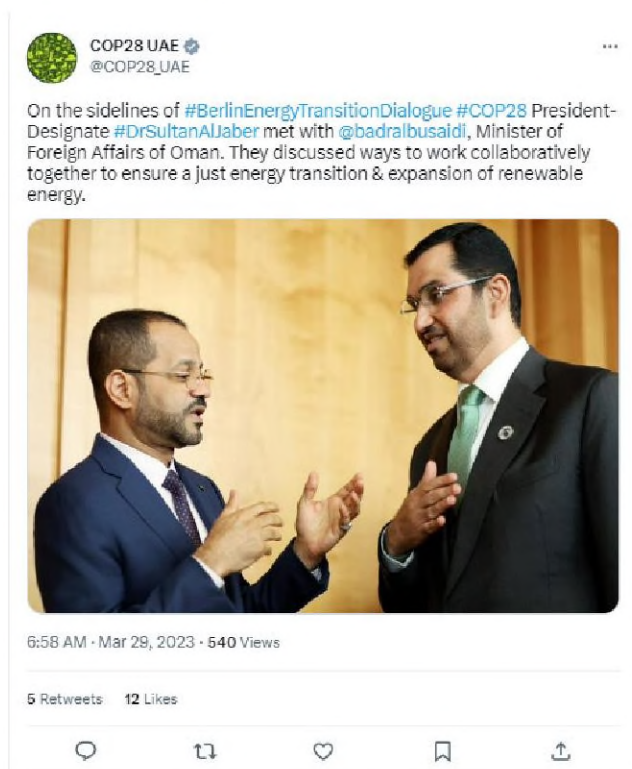 COP28 UAE
@COP28_UAE
On the sidelines of #BerlinEnergyTransitionDialogue #COP28 President-
Designate #DrSultanAlJaber met with @badralbusaidi, Minister of
Foreign Affairs of Oman. They discussed ways to work collaboratively
together to ensure a just energy transition & expansion of renewable
energy.
6:58 AM · Mar 29, 2023 · 540 Views
5 Retweets 12 Likes